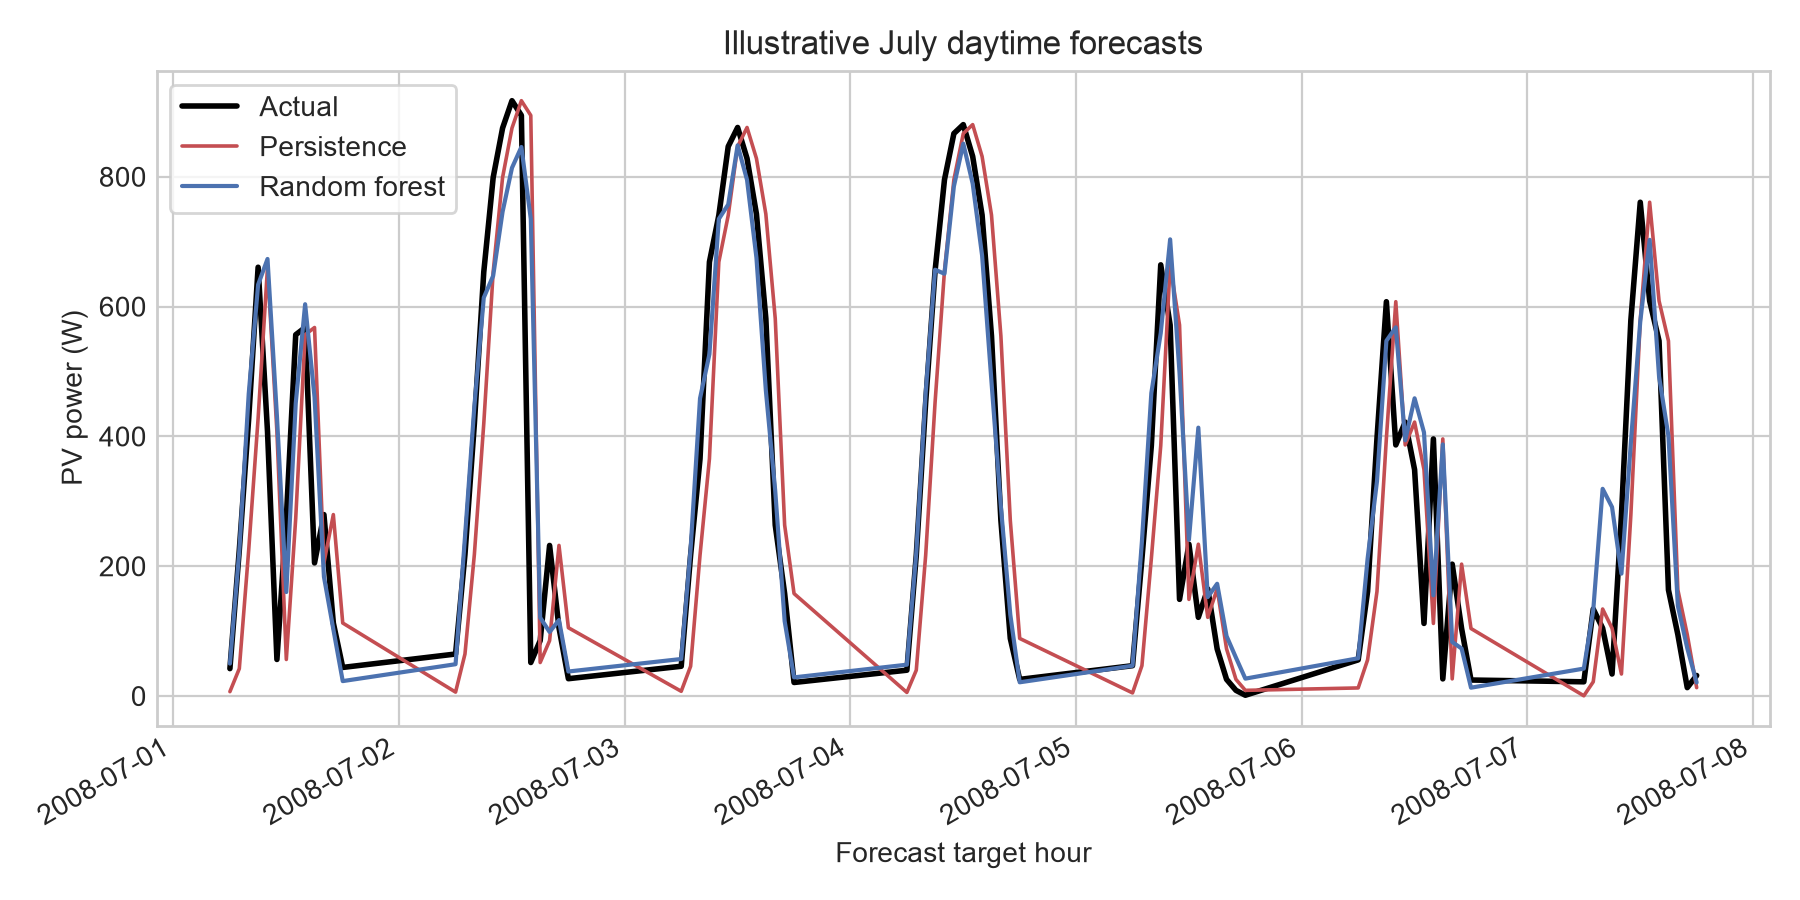 Illustrative July daytime forecasts
Actual
Persistence
Random forest
PV power (W)
800
600
400
200
0
2008-07-01
2008-07-02
2008-07-03
2008-07-04
2008-07-05
2008-07-06
2008-07-07
2008-07-08
Forecast target hour